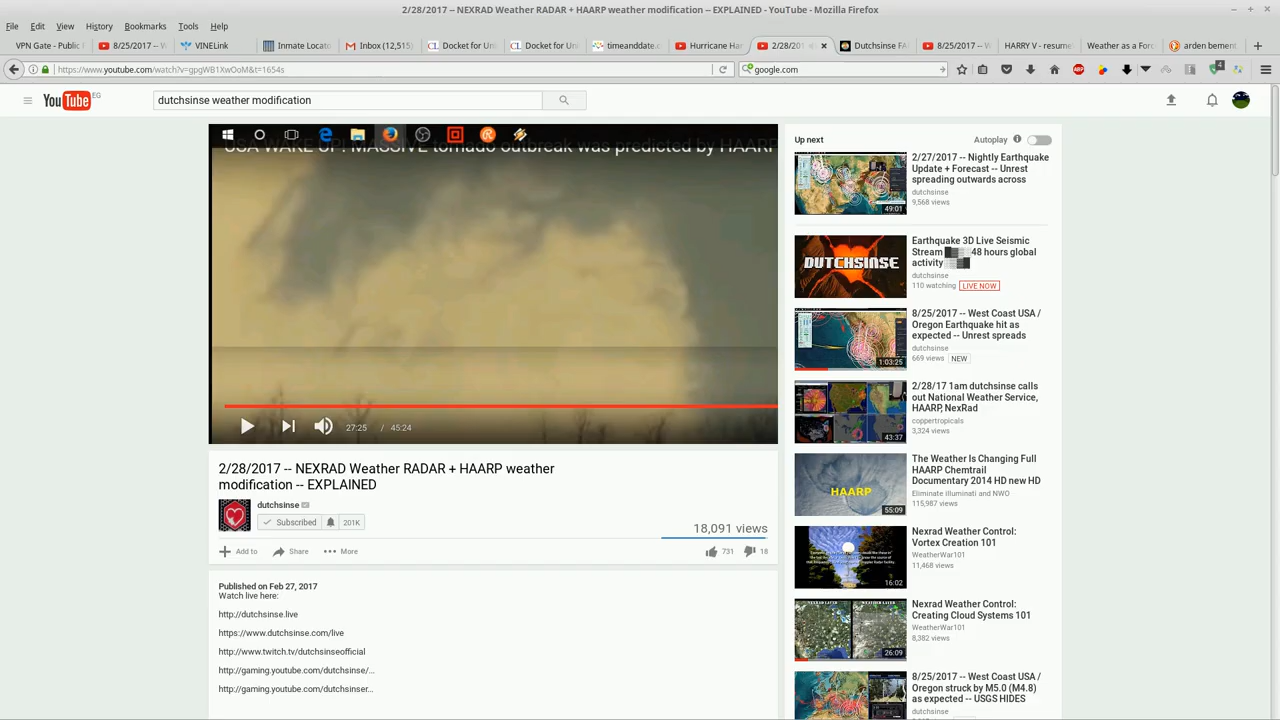 2/28/2017 -- NEXRAD Weather RADAR + HAARP weather modification -- EXPLAINED - YouTube - Mozilla Firefox
File Edit View History Bookmarks Tools Help
VPN Gate - Public 8/25/2017 -- W VINELink Inmate Locato Inbox (12,515) Docket for Unit Docket for Unit timeanddate. Hurricane Har 2/28/201 Dutchsinse FA 8/25/2017 -- W HARRY V - resume Weather as a Forc arden bement
https://www.youtube.com/watch?v=gpgWB1XwOoM&t=1654s
google.com
4
ABP
YouTube EG
dutchsinse weather modification
USA WAKE UP! MASSIVE tornado outbreak was predicted by HAARP
27:25 / 45:24
2/28/2017 -- NEXRAD Weather RADAR + HAARP weather
modification -- EXPLAINED
dutchsinse
Subscribed 201K
18,091 views
Add to Share More
731 18
Published on Feb 27, 2017
Watch live here:
http://dutchsinse.live
https://www.dutchsinse.com/live
http://www.twitch.tv/dutchsinseofficial
http://gaming.youtube.com/dutchsinse/...
http://gaming.youtube.com/dutchsinser...
Up next
Autoplay
49:01
2/27/2017 -- Nightly Earthquake
Update + Forecast -- Unrest
spreading outwards across
dutchsinse
9,568 views
DUTCHSINSE
Earthquake 3D Live Seismic
Stream █▓▒░░48 hours global
activity░░▒▓█
dutchsinse
110 watching LIVE NOW
1:03:25
8/25/2017 -- West Coast USA /
Oregon Earthquake hit as
expected -- Unrest spreads
dutchsinse
669 views NEW
43:37
2/28/17 1am dutchsinse calls
out National Weather Service,
HAARP, NexRad
coppertropicals
3,324 views
HAARP
55:09
The Weather Is Changing Full
HAARP Chemtrail
Documentary 2014 HD new HD
Eliminate illuminati and NWO
115,987 views
16:02
Nexrad Weather Control:
Vortex Creation 101
WeatherWar101
11,468 views
26:09
Nexrad Weather Control:
Creating Cloud Systems 101
WeatherWar101
8,382 views
8/25/2017 -- West Coast USA /
Oregon struck by M5.0 (M4.8)
as expected -- USGS HIDES
dutchsinse